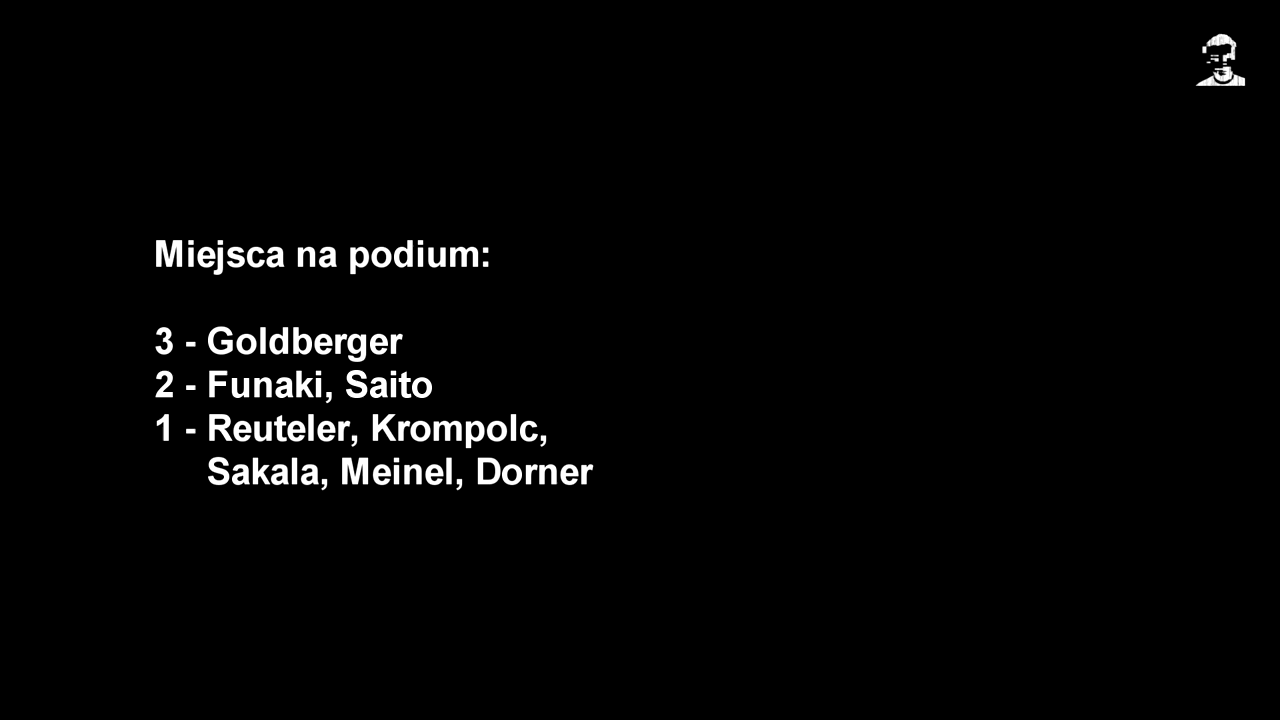 Miejsca na podium:
3 - Goldberger
2 - Funaki, Saito
1 - Reuteler, Krompolc,
Sakala, Meinel, Dorner